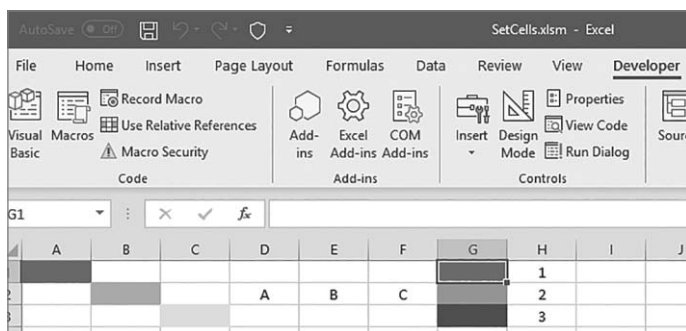 AutoSave Off SetCells.xlsm - Excel
File Home Insert Page Layout Formulas Data Review View Developer
Record Macro
Use Relative References
Macro Security
Visual Basic
Macros
Code
Add-ins
Excel Add-ins
COM Add-ins
Add-ins
Insert
Design Mode
Properties
View Code
Run Dialog
Controls
G1 fx
A B C D E F G H I J
1 1
2 A B C 2
3 3